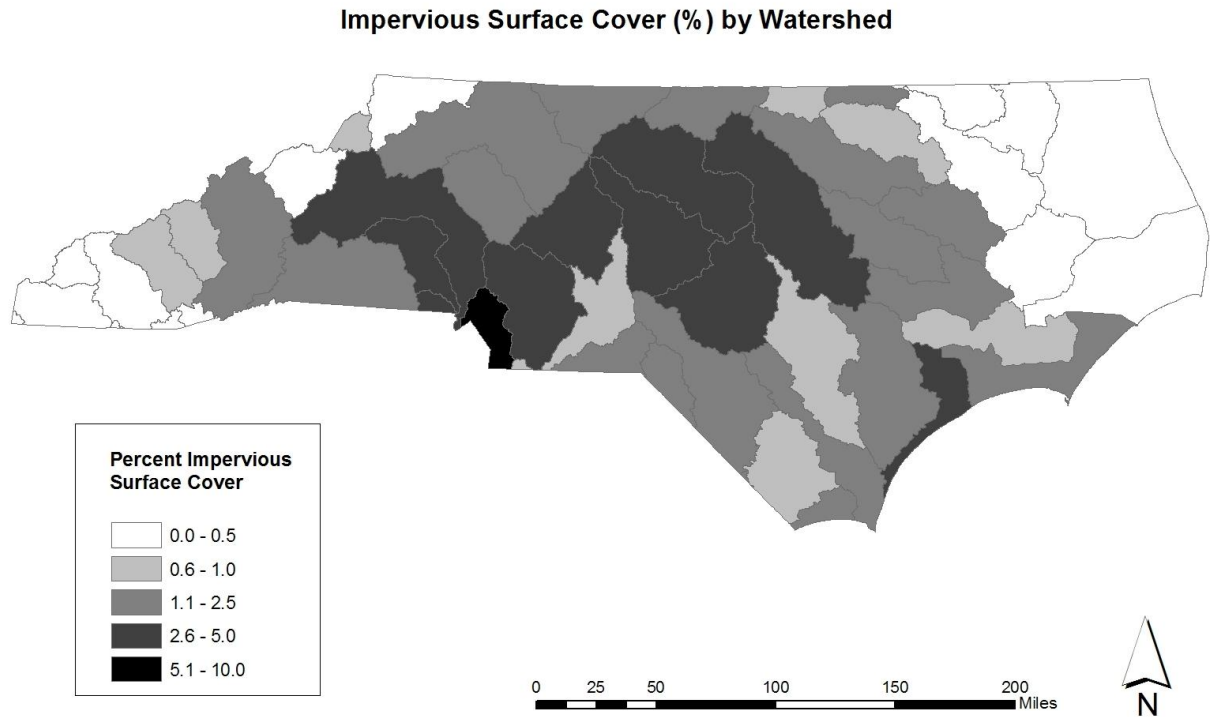 Impervious Surface Cover (%) by Watershed
Percent Impervious
Surface Cover
0.0 - 0.5
0.6 - 1.0
1.1 - 2.5
2.6 - 5.0
5.1 - 10.0
0 25 50 100 150 200
Miles
N